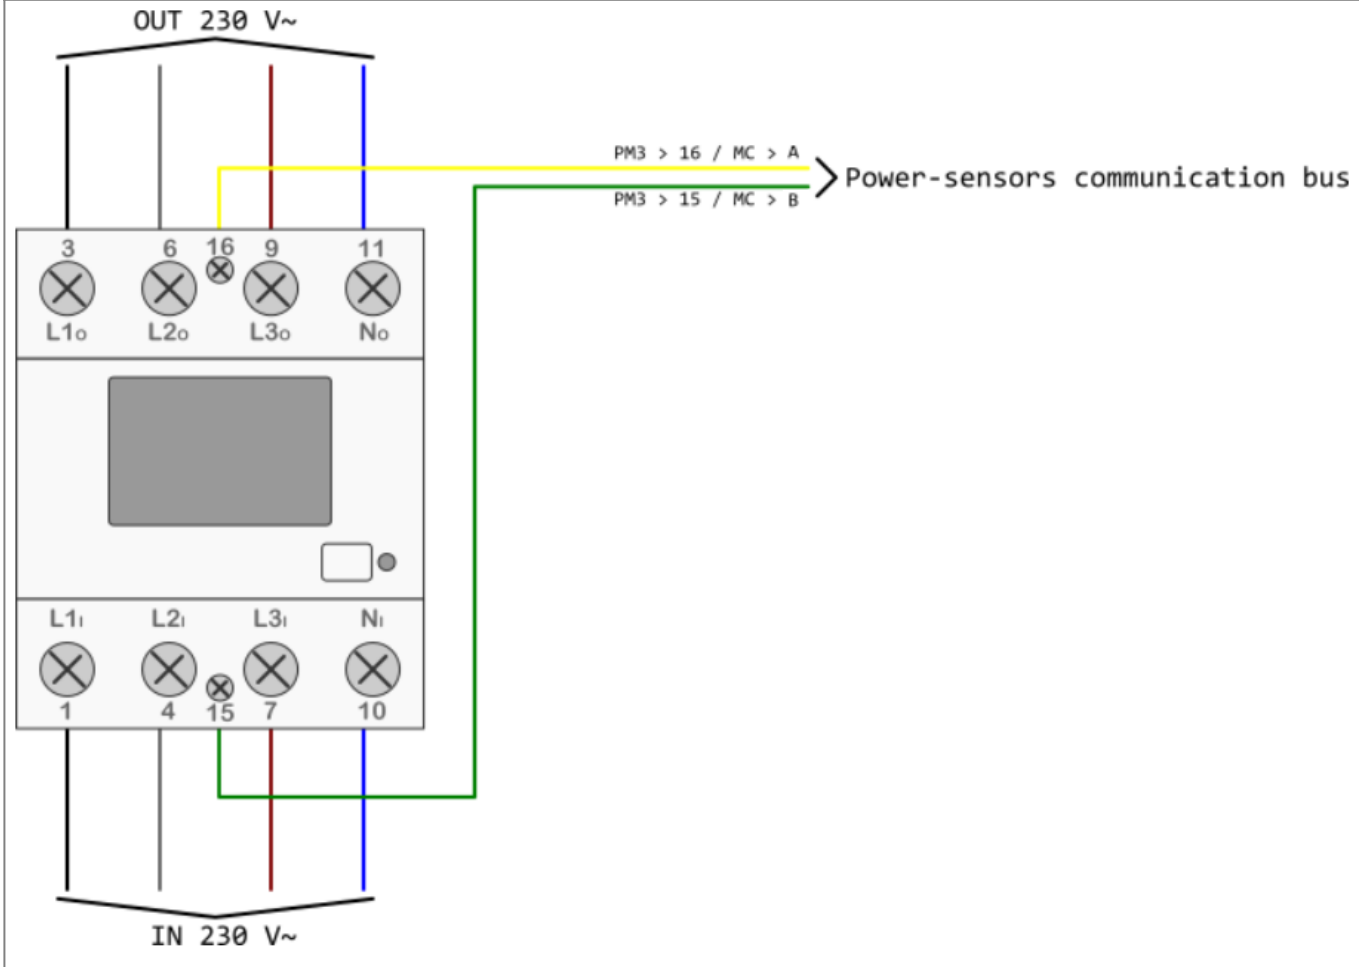 OUT 230 V~
PM3 > 16 / MC > A
Power-sensors communication bus
PM3 > 15 / MC > B
3 6 16 9 11
L1o L2o L3o No
L1I L2I L3I NI
1 4 15 7 10
IN 230 V~